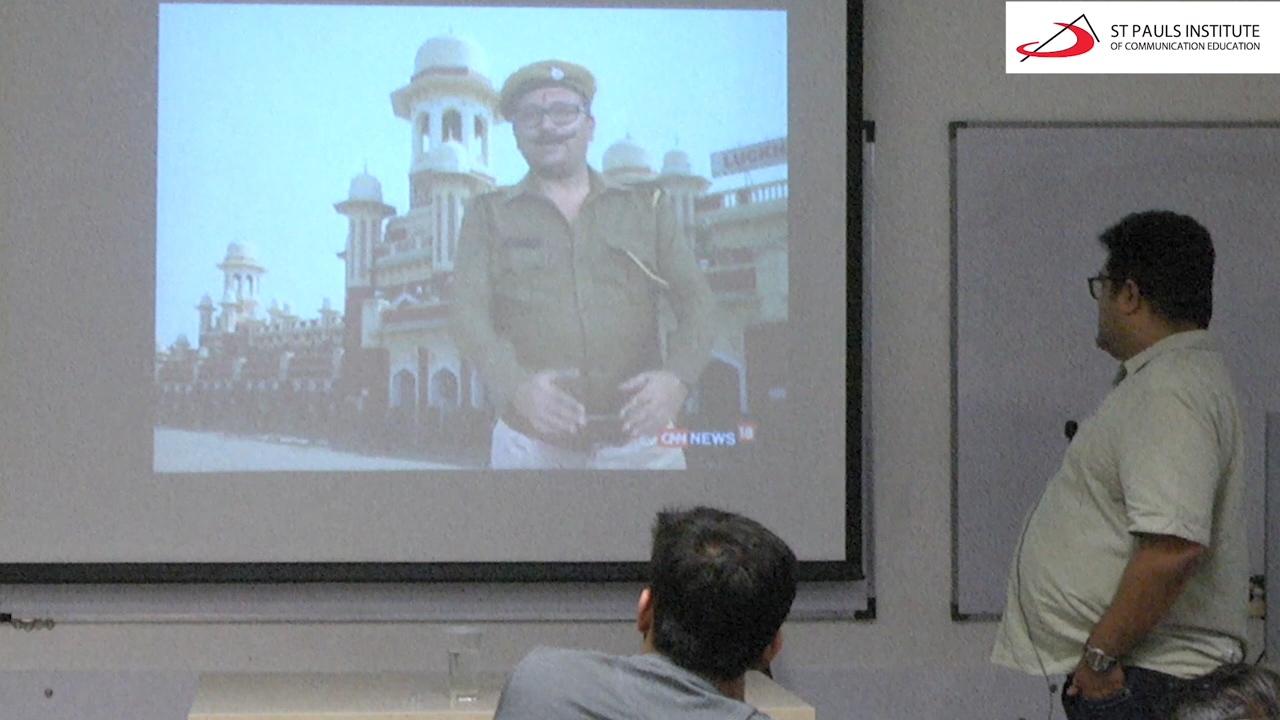 ST PAULS INSTITUTE
OF COMMUNICATION EDUCATION
CNN NEWS 18